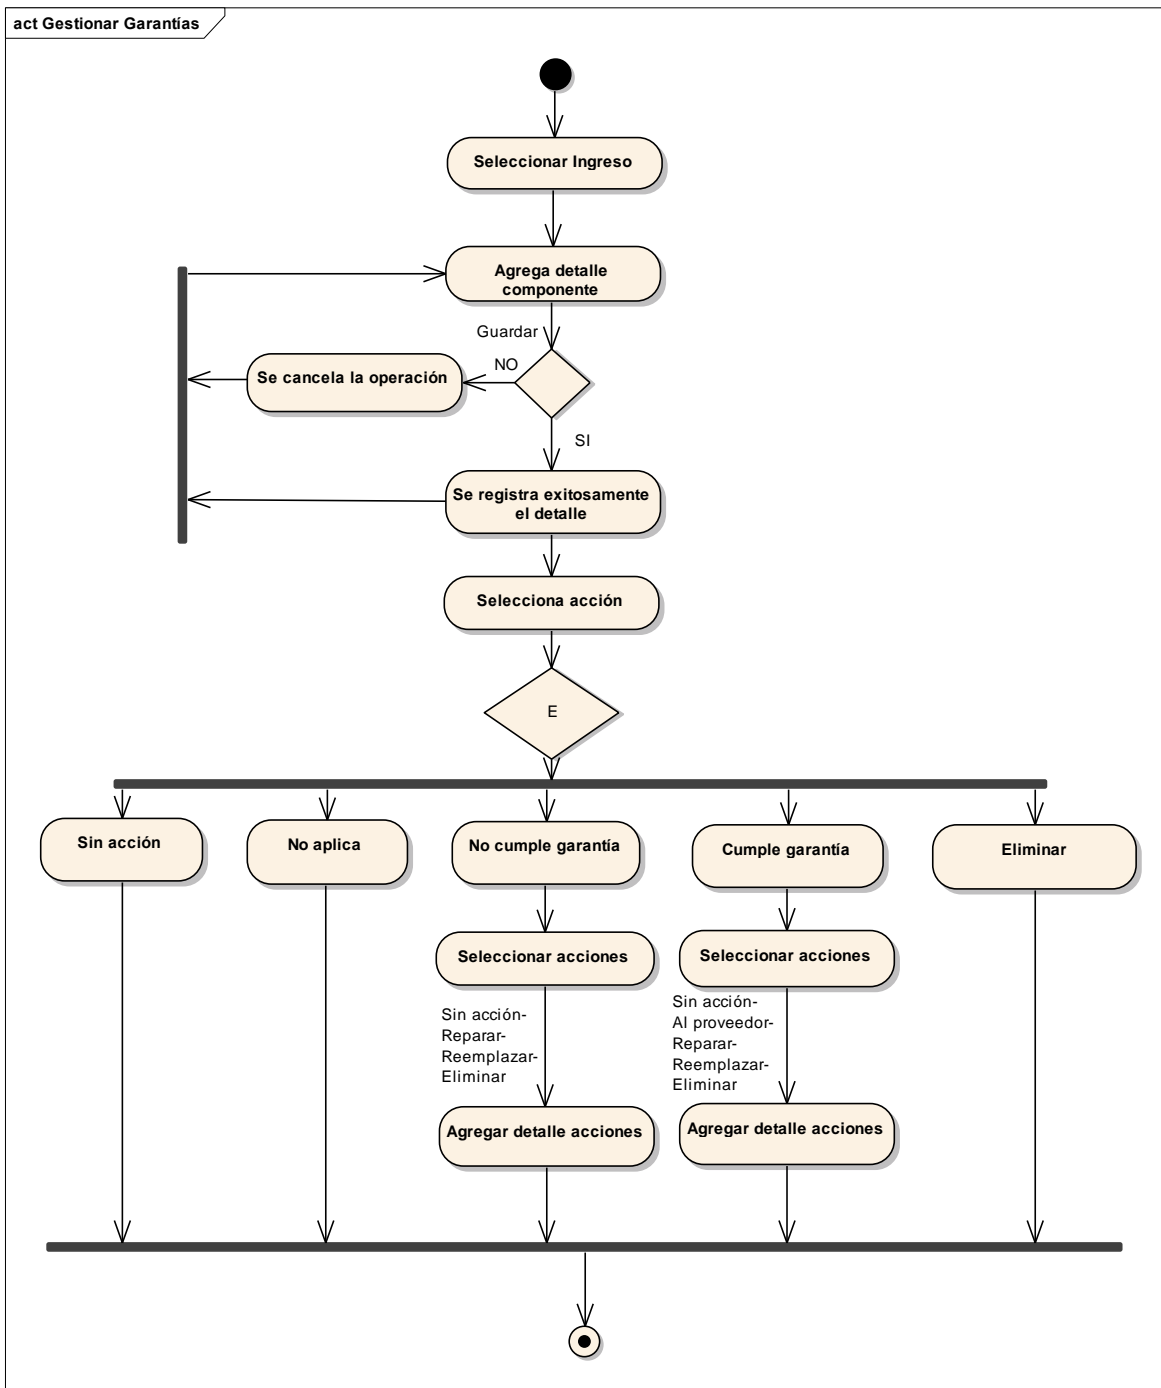 act Gestionar Garantías
Seleccionar Ingreso
Agrega detalle
componente
Guardar
NO
Se cancela la operación
SI
Se registra exitosamente
el detalle
Selecciona acción
E
Sin acción
No aplica
No cumple garantía
Cumple garantía
Eliminar
Seleccionar acciones
Seleccionar acciones
Sin acción-
Reparar-
Reemplazar-
Eliminar
Sin acción-
Al proveedor-
Reparar-
Reemplazar-
Eliminar
Agregar detalle acciones
Agregar detalle acciones